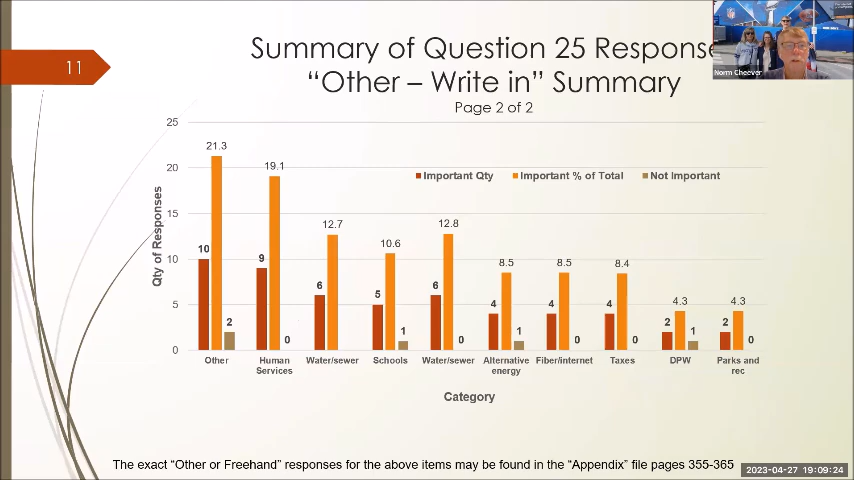 11
Summary of Question 25 Response
“Other – Write in” Summary
Page 2 of 2
Norm Cheever
25
20
15
10
5
0
Qty of Responses
Important Qty Important % of Total Not Important
10 21.3 2
9 19.1 0
6 12.7
5 10.6 1
6 12.8 0
4 8.5 1
4 8.5 0
4 8.4 0
2 4.3 1
2 4.3 0
Other
Human
Services
Water/sewer
Schools
Water/sewer
Alternative
energy
Fiber/internet
Taxes
DPW
Parks and
rec
Category
The exact “Other or Freehand” responses for the above items may be found in the “Appendix” file pages 355-365
2023-04-27 19:09:24